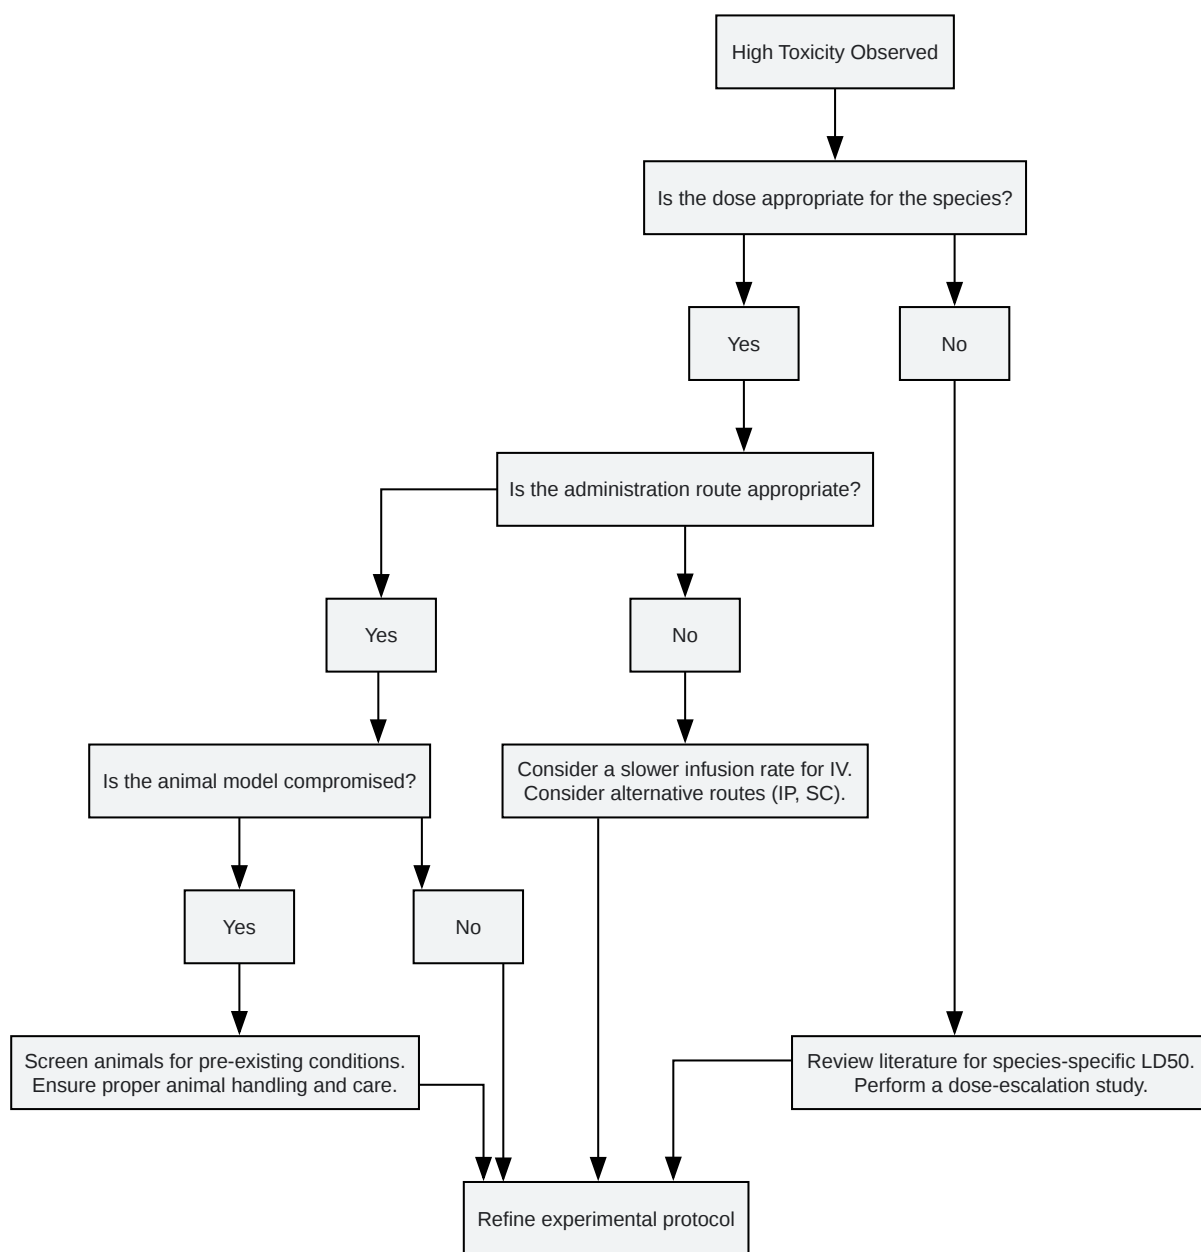 High Toxicity Observed
Is the dose appropriate for the species?
Yes
No
Is the administration route appropriate?
Yes
No
Is the animal model compromised?
Consider a slower infusion rate for IV.
Consider alternative routes (IP, SC).
Yes
No
Screen animals for pre-existing conditions.
Ensure proper animal handling and care.
Review literature for species-specific LD50.
Perform a dose-escalation study.
Refine experimental protocol